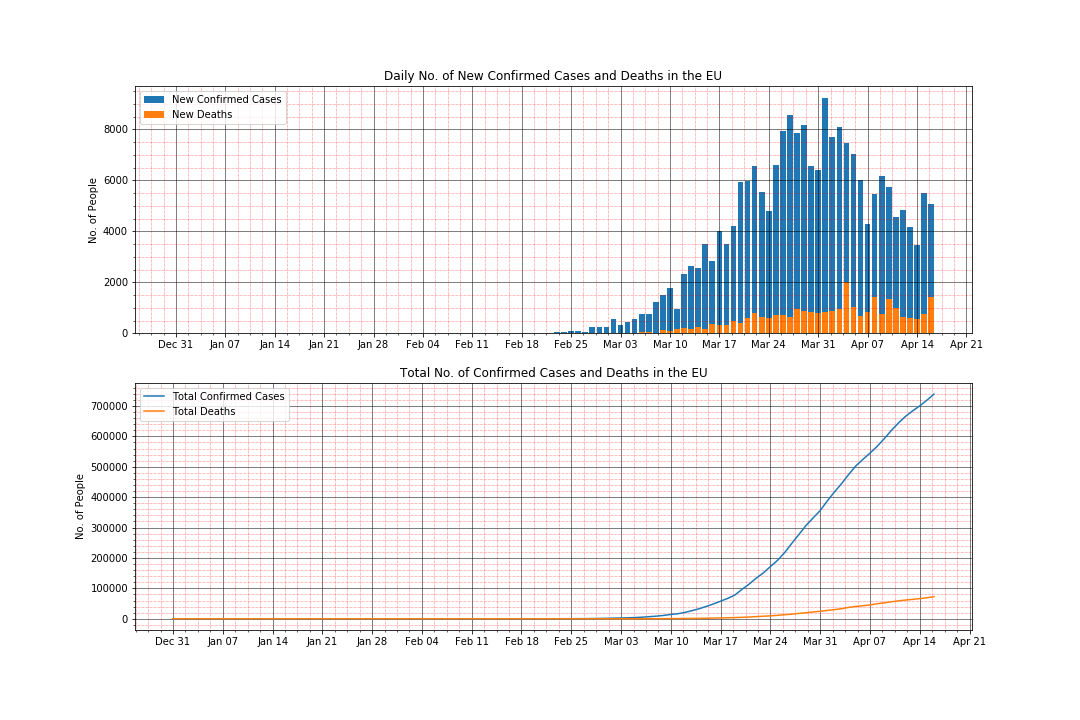 Daily No. of New Confirmed Cases and Deaths in the EU
New Confirmed Cases
New Deaths
8000
6000
4000
2000
0
No. of People
Dec 31 Jan 07 Jan 14 Jan 21 Jan 28 Feb 04 Feb 11 Feb 18 Feb 25 Mar 03 Mar 10 Mar 17 Mar 24 Mar 31 Apr 07 Apr 14 Apr 21
Total No. of Confirmed Cases and Deaths in the EU
Total Confirmed Cases
Total Deaths
700000
600000
500000
400000
300000
200000
100000
0
No. of People
Dec 31 Jan 07 Jan 14 Jan 21 Jan 28 Feb 04 Feb 11 Feb 18 Feb 25 Mar 03 Mar 10 Mar 17 Mar 24 Mar 31 Apr 07 Apr 14 Apr 21